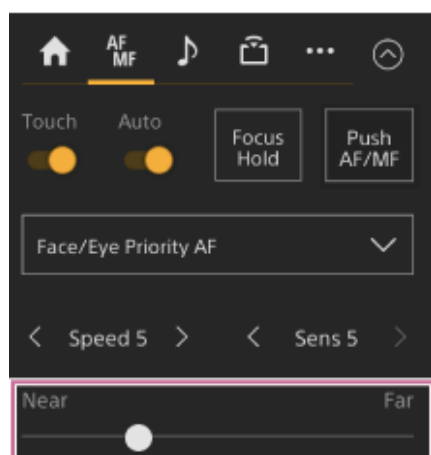 AF
MF
Touch Auto
Focus
Hold
Push
AF/MF
Face/Eye Priority AF
Speed 5
Sens 5
Near Far